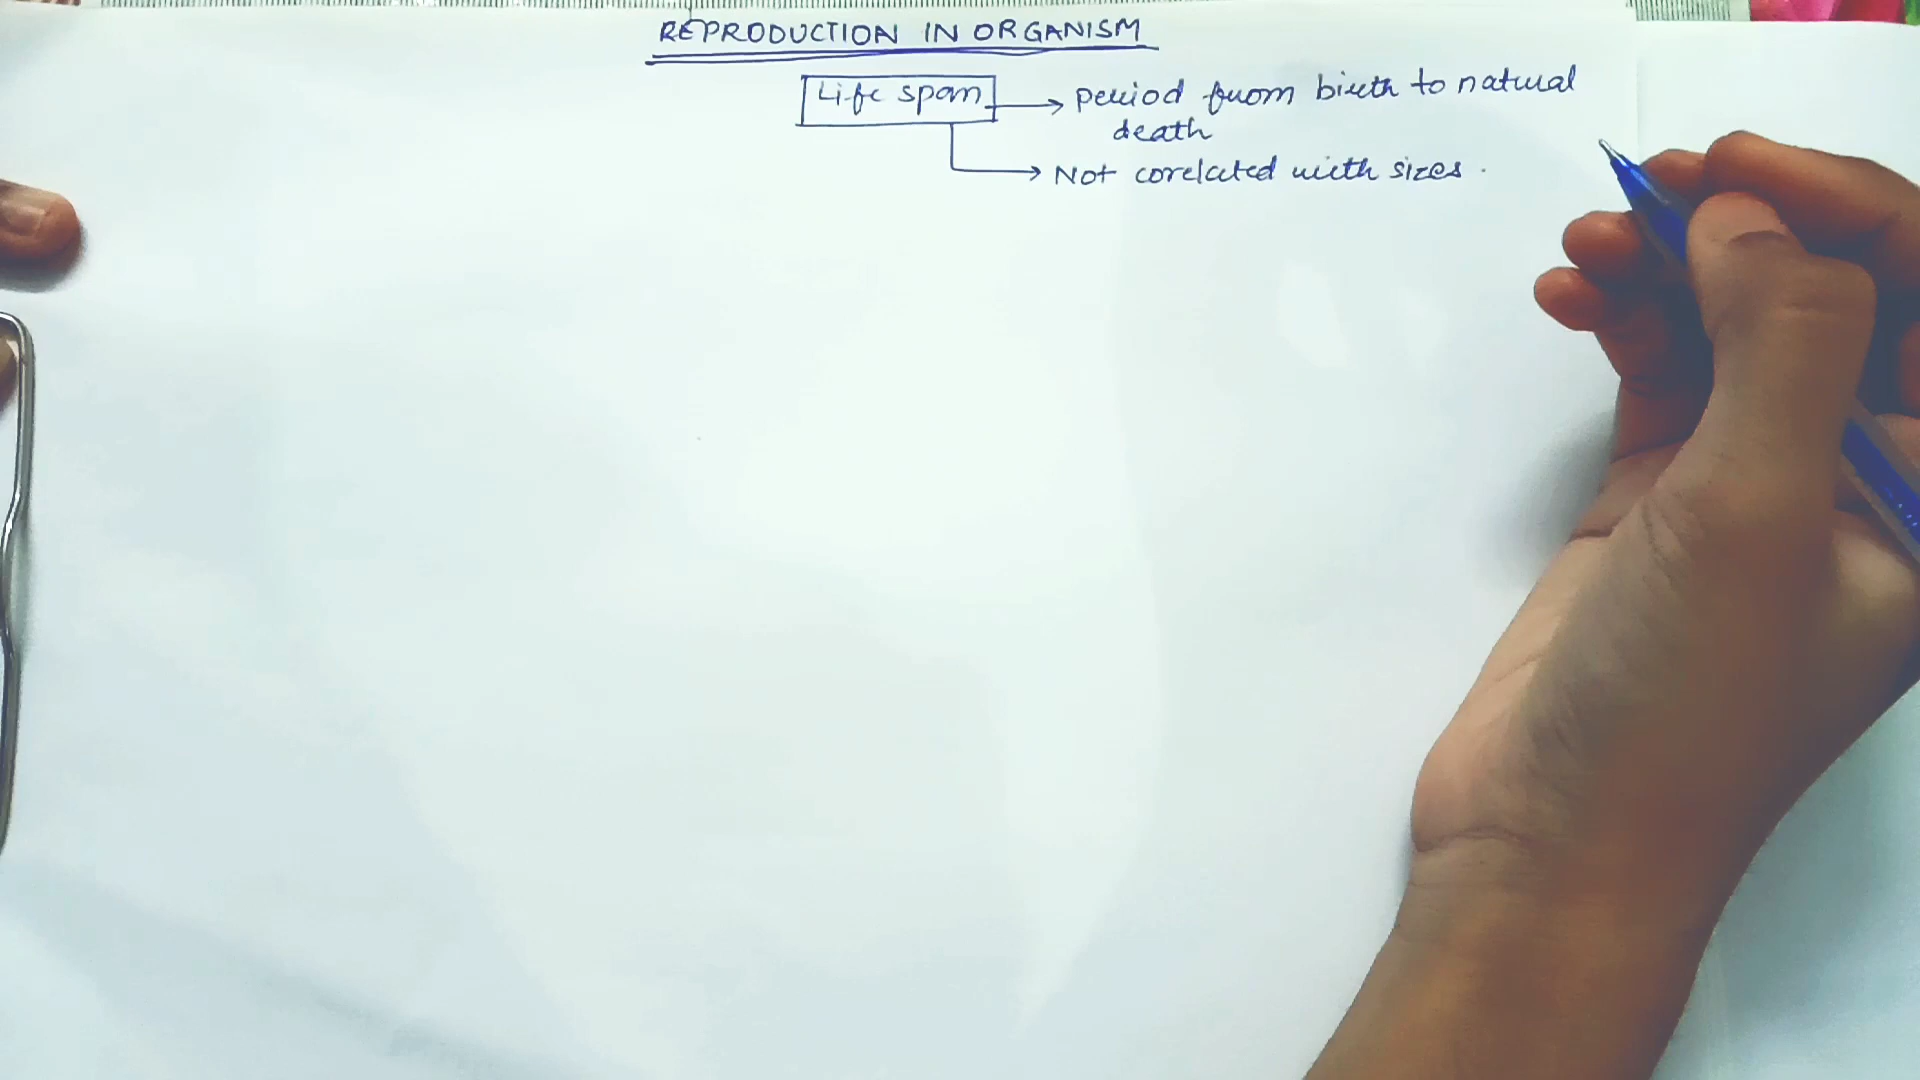 REPRODUCTION IN ORGANISM
Life span → period from birth to natural
death
→ Not corelated with sizes.